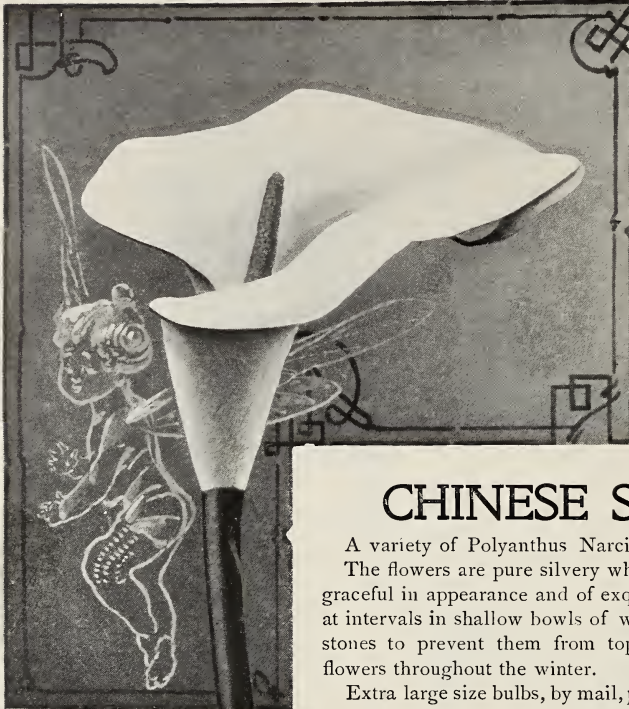 CHINESE S
A variety of Polyanthus Narci
The flowers are pure silvery wh
graceful in appearance and of exq
at intervals in shallow bowls of w
stones to prevent them from top
flowers throughout the winter.
Extra large size bulbs, by mail,